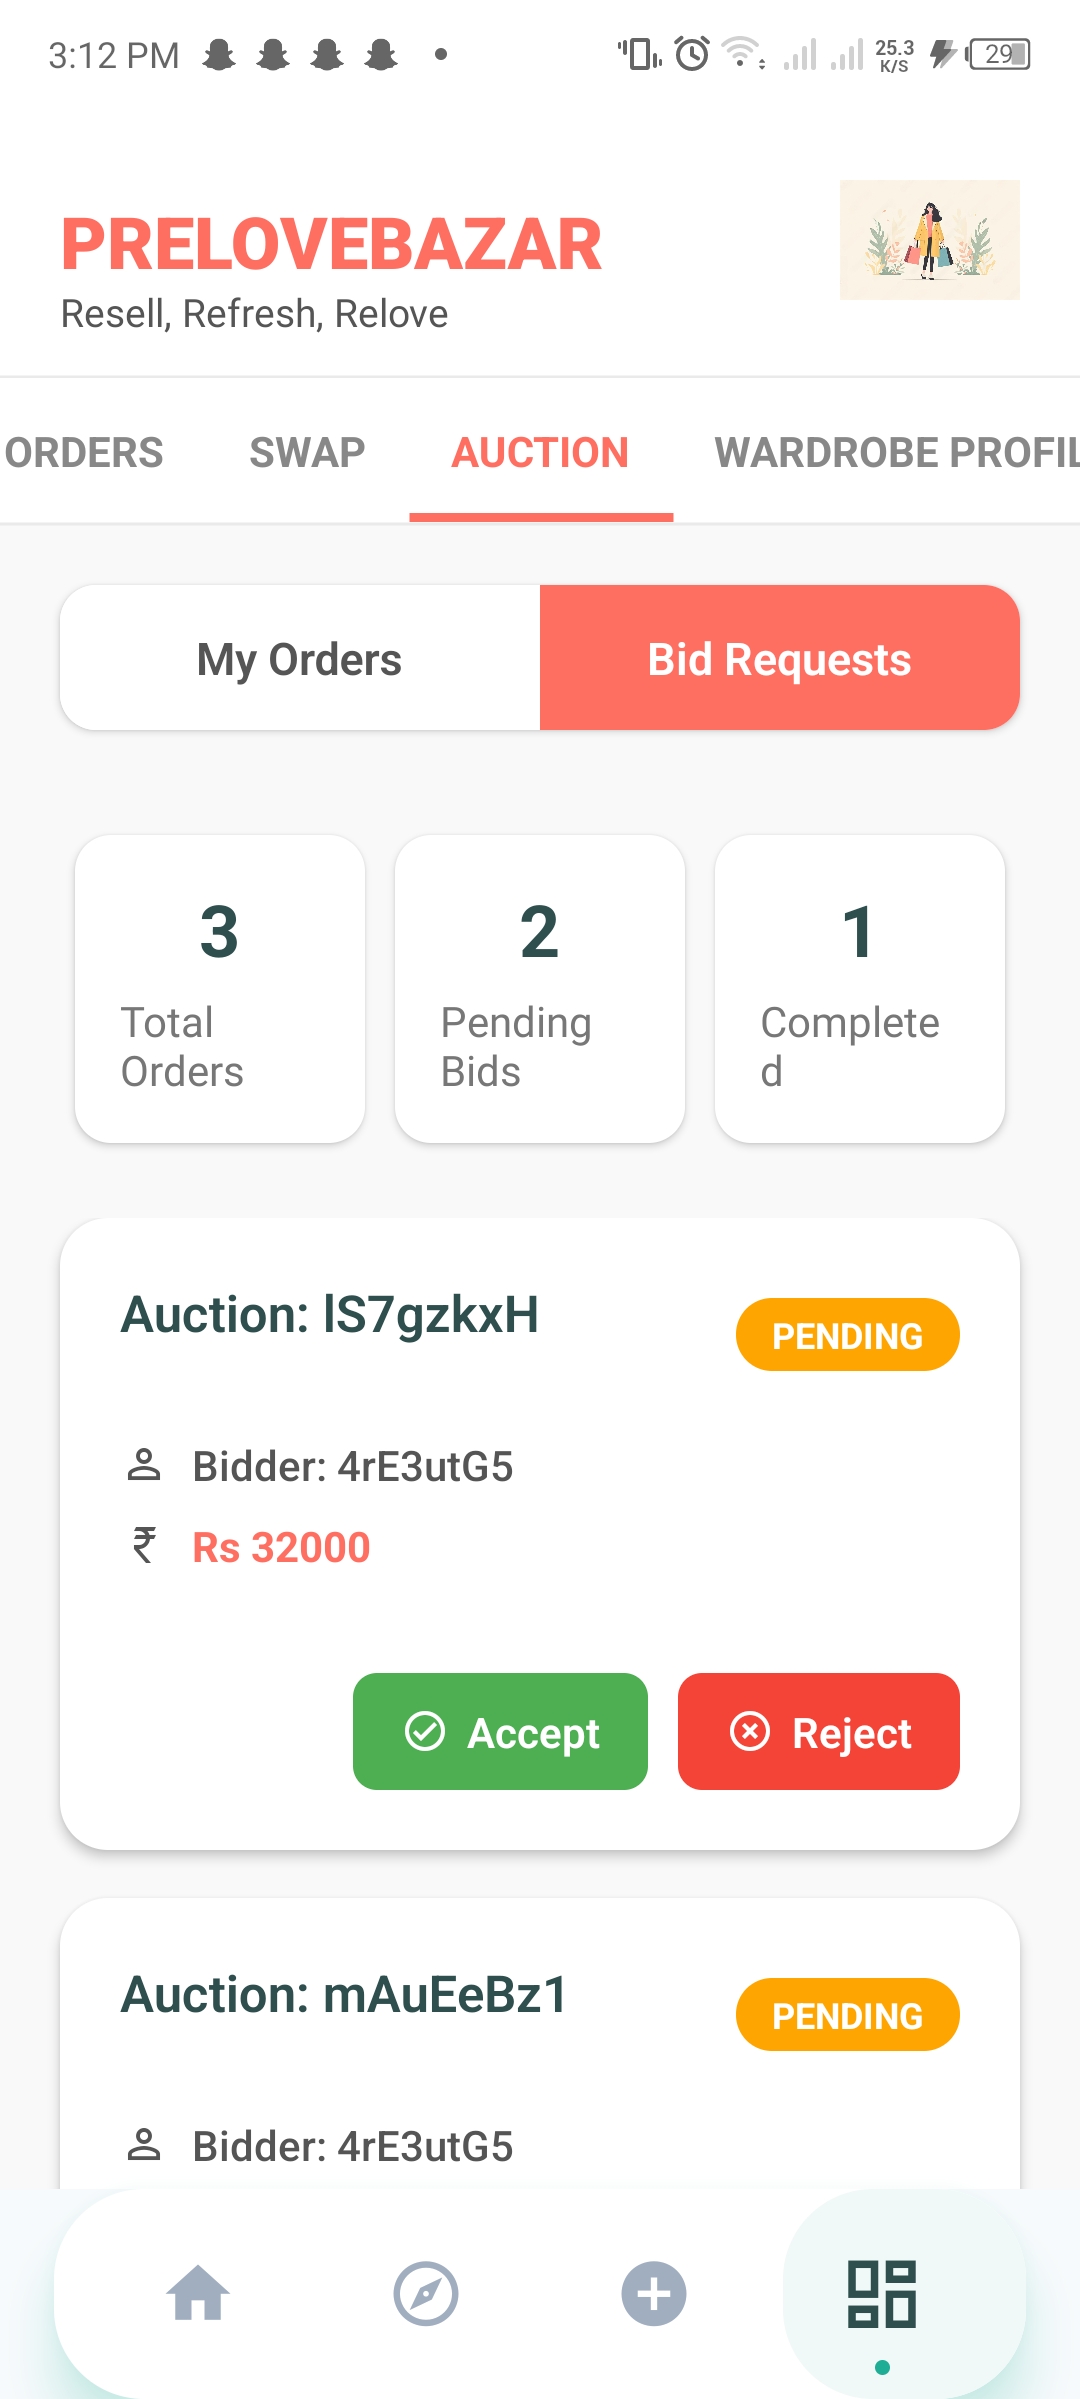 3:12 PM
25.3
K/S
29
PRELOVEBAZAR
Resell, Refresh, Relove
ORDERS SWAP AUCTION WARDROBE PROFIL
My Orders Bid Requests
3 2 1
Total Orders
Pending Bids
Complete
d
Auction: lS7gzkxH PENDING
Bidder: 4rE3utG5
₹ Rs 32000
Accept Reject
Auction: mAuEeBz1 PENDING
Bidder: 4rE3utG5